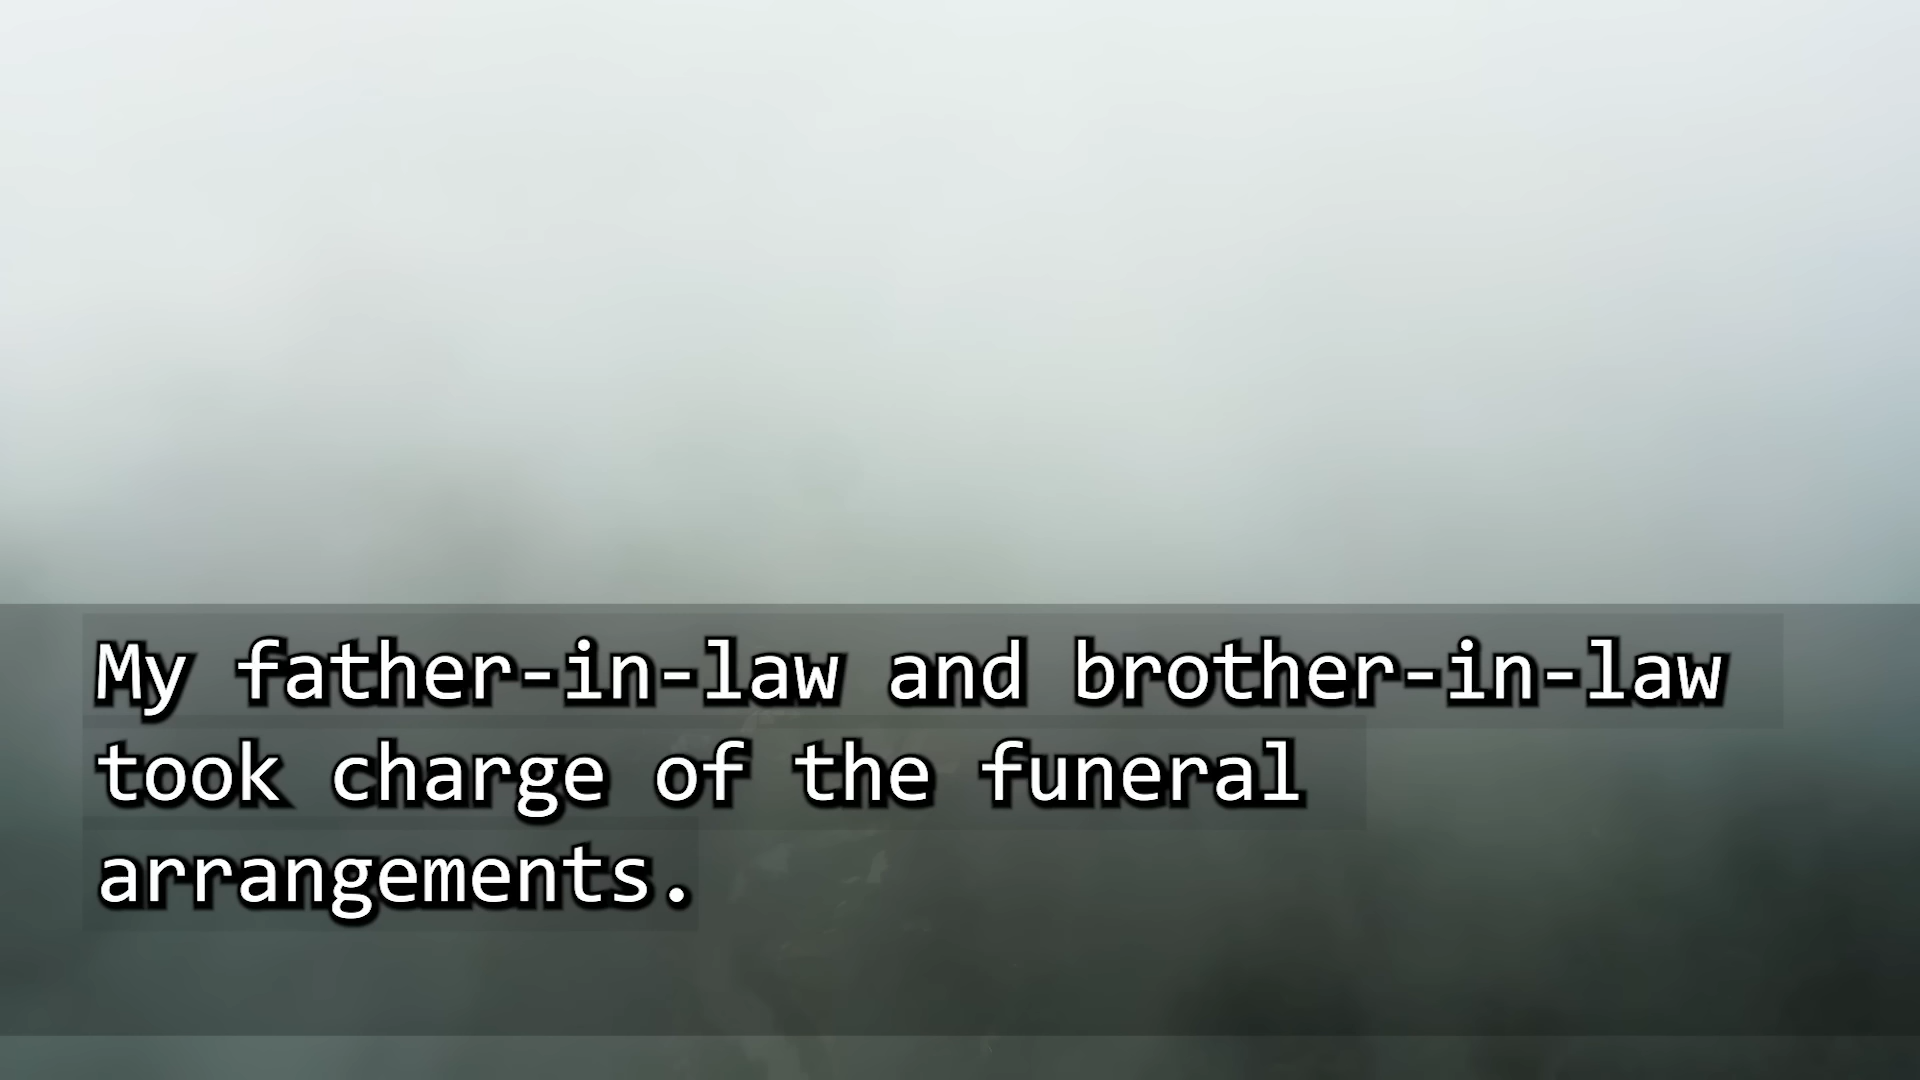 My father-in-law and brother-in-law
took charge of the funeral
arrangements.